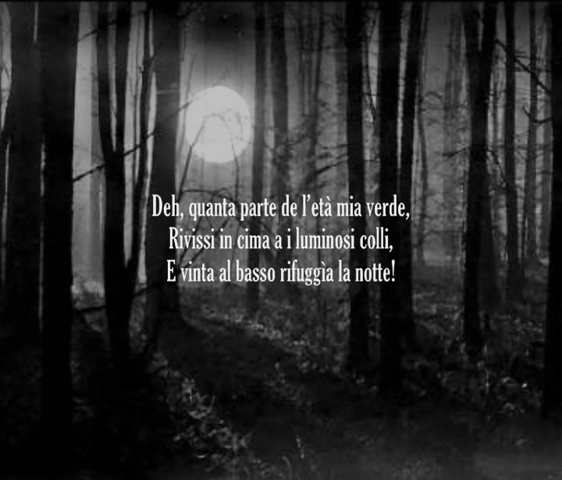 Deh, quanta parte de l'età mia verde,
Rivissi in cima a i luminosi colli,
E vinta al basso rifuggìa la notte!